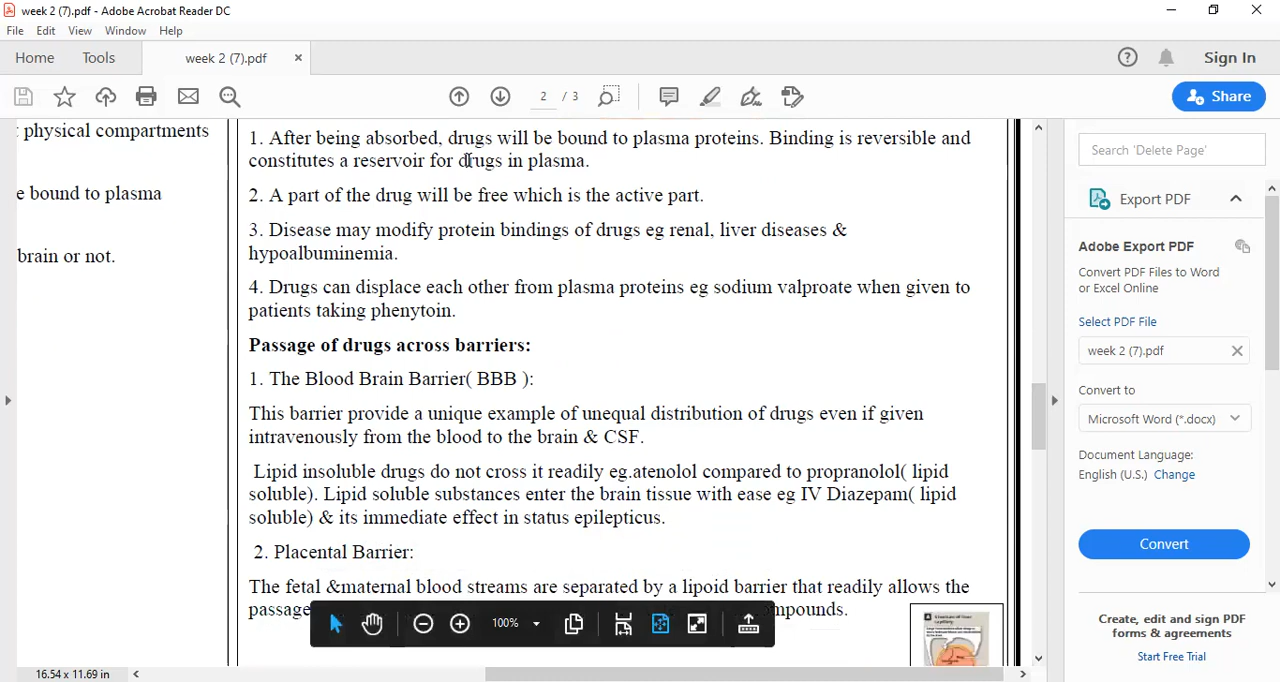 week 2 (7).pdf - Adobe Acrobat Reader DC
File Edit View Window Help
Home Tools week 2 (7).pdf × Sign In
2 / 3 Share
physical compartments
e bound to plasma
brain or not.
1. After being absorbed, drugs will be bound to plasma proteins. Binding is reversible and
constitutes a reservoir for drugs in plasma.
2. A part of the drug will be free which is the active part.
3. Disease may modify protein bindings of drugs eg renal, liver diseases &
hypoalbuminemia.
4. Drugs can displace each other from plasma proteins eg sodium valproate when given to
patients taking phenytoin.
Passage of drugs across barriers:
1. The Blood Brain Barrier( BBB ):
This barrier provide a unique example of unequal distribution of drugs even if given
intravenously from the blood to the brain & CSF.
Lipid insoluble drugs do not cross it readily eg.atenolol compared to propranolol( lipid
soluble). Lipid soluble substances enter the brain tissue with ease eg IV Diazepam( lipid
soluble) & its immediate effect in status epilepticus.
2. Placental Barrier:
The fetal &maternal blood streams are separated by a lipoid barrier that readily allows the
passage
100%
16.54 x 11.69 in
Search 'Delete Page'
Export PDF
Adobe Export PDF
Convert PDF Files to Word
or Excel Online
Select PDF File
week 2 (7).pdf
Convert to
Microsoft Word (*.docx)
Document Language:
English (U.S.) Change
Convert
Create, edit and sign PDF
forms & agreements
Start Free Trial